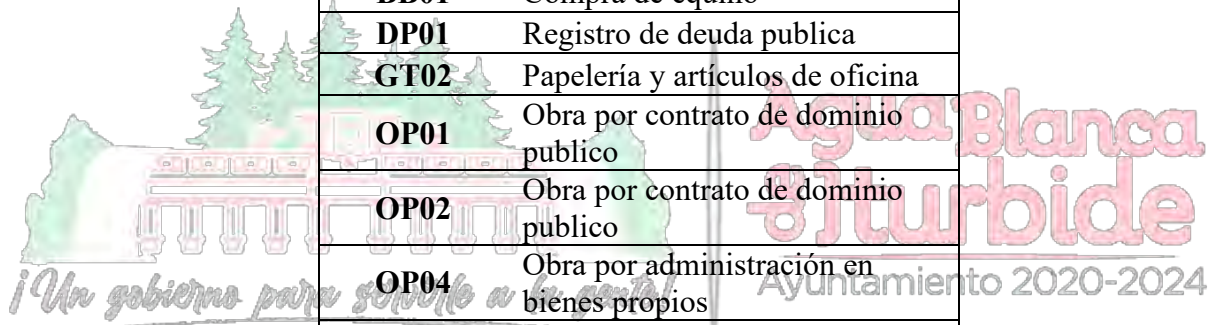 DP01 Registro de deuda publica
GT02 Papelería y artículos de oficina
OP01 Obra por contrato de dominio
publico
OP02 Obra por contrato de dominio
publico
OP04 Obra por administración en
bienes propios
Agua Blanca
de Iturbide
Ayuntamiento 2020-2024
¡Un gobierno para servirle a la gente!